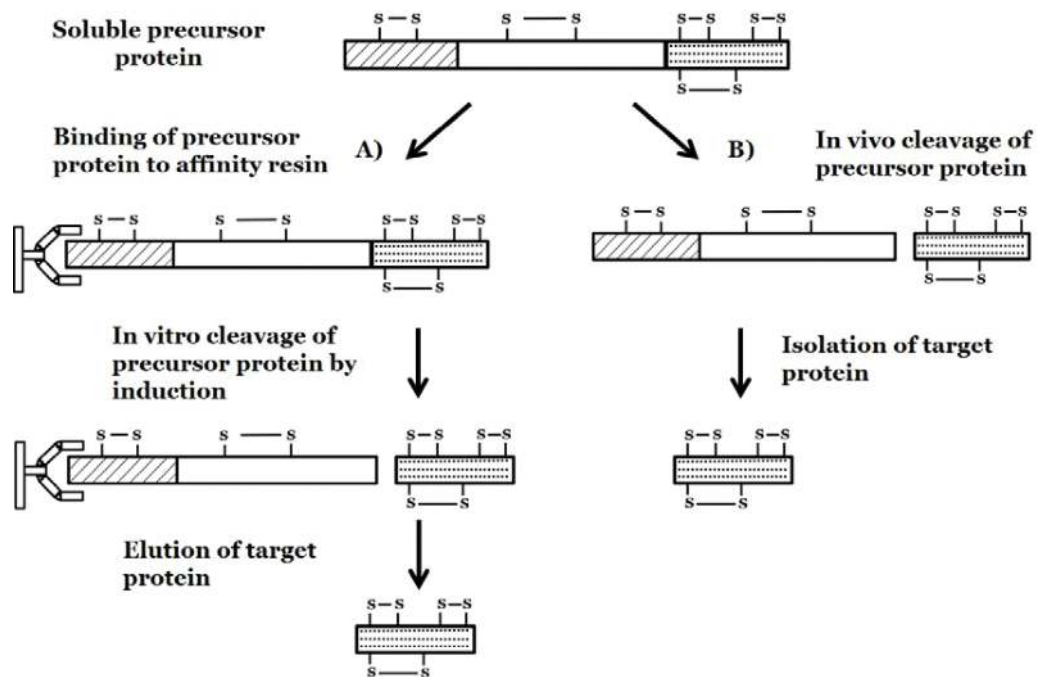 S—S
S—S
S—S
S—S
Soluble precursor
protein
S—S
Binding of precursor
protein to affinity resin
A)
B)
In vivo cleavage of
precursor protein
S—S
S—S
S—S
S—S
S—S
S—S
S—S
S—S
S—S
S—S
In vitro cleavage of
precursor protein by
induction
Isolation of target
protein
S—S
S—S
S—S
S—S
S—S
S—S
S—S
S—S
Elution of target
protein
S—S
S—S
S—S